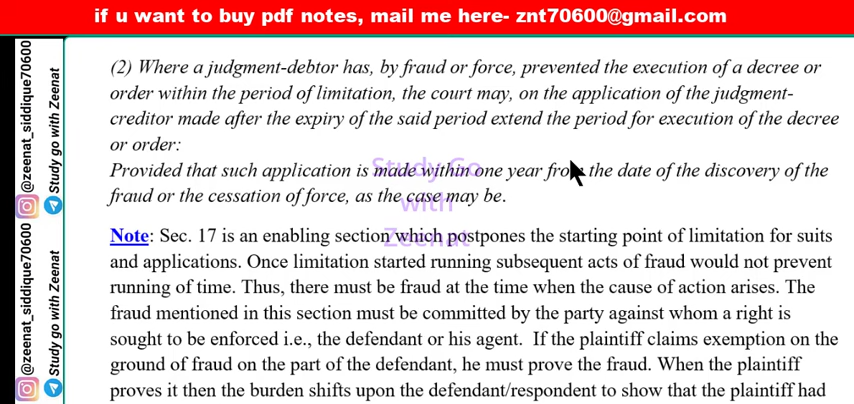 if u want to buy pdf notes, mail me here- znt70600@gmail.com
(2) Where a judgment-debtor has, by fraud or force, prevented the execution of a decree or
order within the period of limitation, the court may, on the application of the judgment-
creditor made after the expiry of the said period extend the period for execution of the decree
or order:
Provided that such application is made within one year from the date of the discovery of the
fraud or the cessation of force, as the case may be.
Note: Sec. 17 is an enabling section which postpones the starting point of limitation for suits
and applications. Once limitation started running subsequent acts of fraud would not prevent
running of time. Thus, there must be fraud at the time when the cause of action arises. The
fraud mentioned in this section must be committed by the party against whom a right is
sought to be enforced i.e., the defendant or his agent. If the plaintiff claims exemption on the
ground of fraud on the part of the defendant, he must prove the fraud. When the plaintiff
proves it then the burden shifts upon the defendant/respondent to show that the plaintiff had
Study Go
with
Zeenat
@zeenat_siddique70600
Study go with Zeenat
@zeenat_siddique70600
Study go with Zeenat